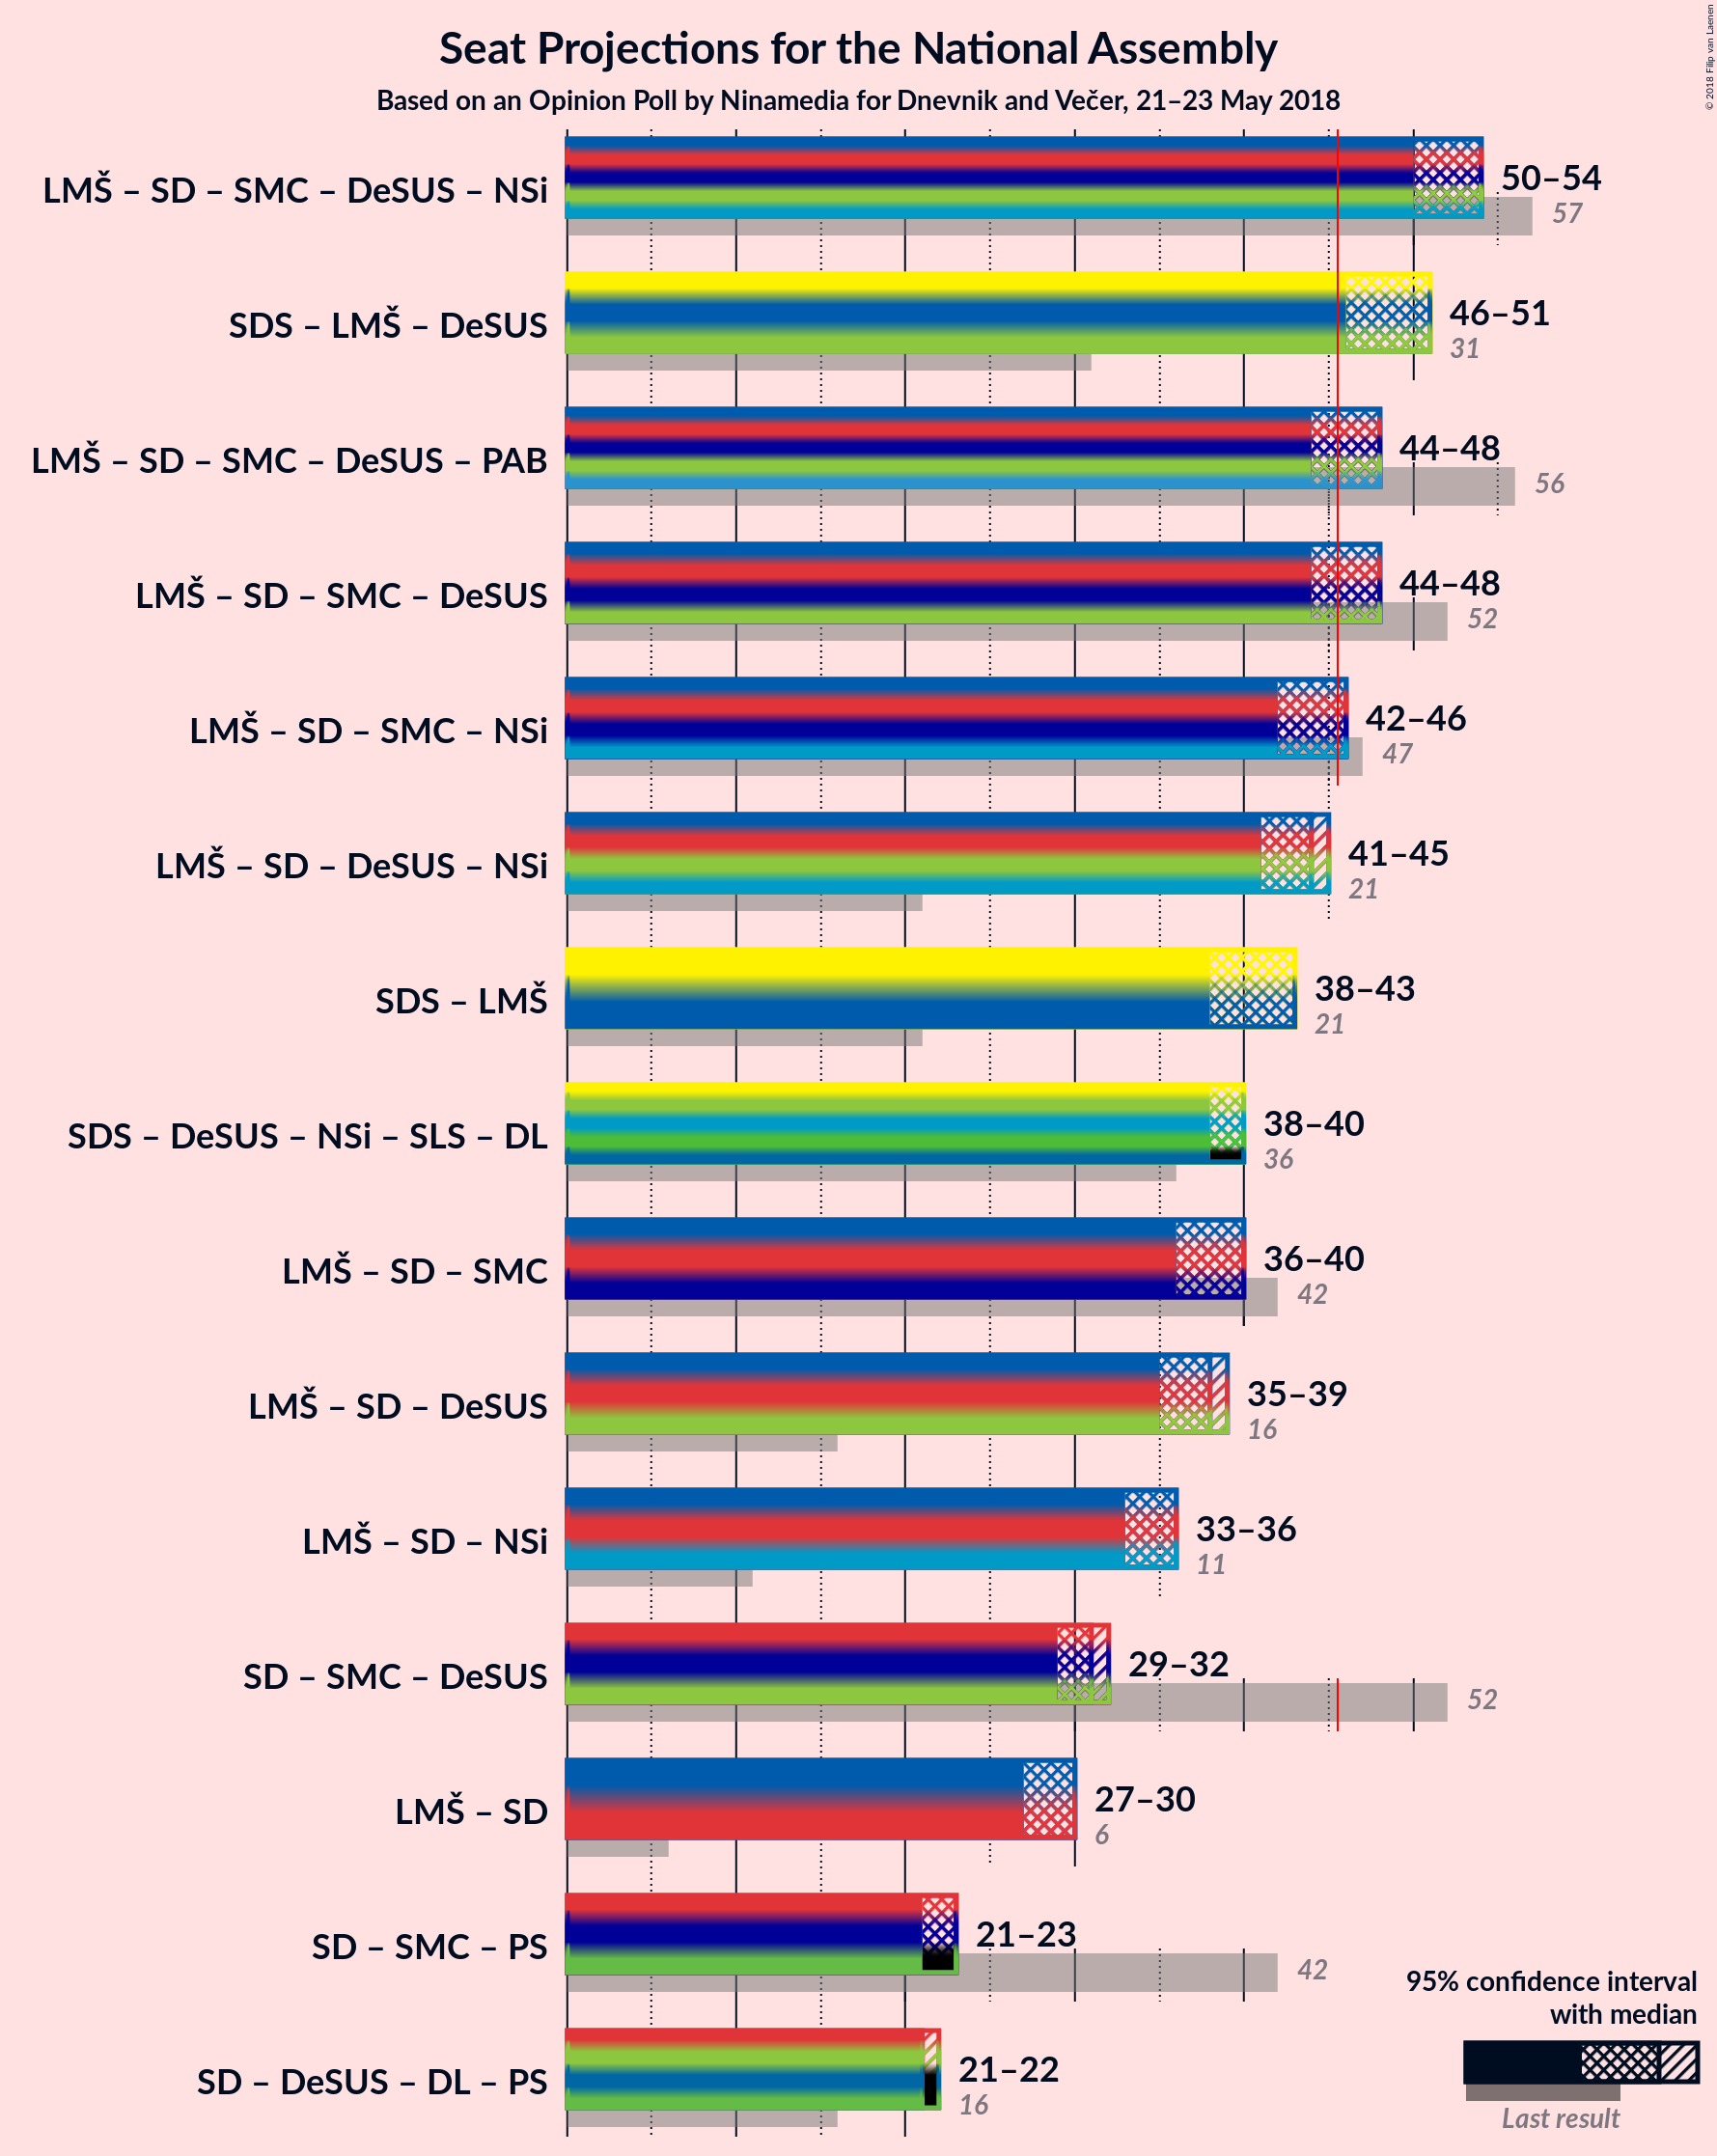 Seat Projections for the National Assembly
Based on an Opinion Poll by Ninamedia for Dnevnik and Večer, 21–23 May 2018
© 2018 Filip van Laenen
LMŠ – SD – SMC – DeSUS – NSi
50–54
57
SDS – LMŠ – DeSUS
46–51
31
LMŠ – SD – SMC – DeSUS – PAB
44–48
56
LMŠ – SD – SMC – DeSUS
44–48
52
LMŠ – SD – SMC – NSi
42–46
47
LMŠ – SD – DeSUS – NSi
41–45
21
SDS – LMŠ
38–43
21
SDS – DeSUS – NSi – SLS – DL
38–40
36
LMŠ – SD – SMC
36–40
42
LMŠ – SD – DeSUS
35–39
16
LMŠ – SD – NSi
33–36
11
SD – SMC – DeSUS
29–32
52
LMŠ – SD
27–30
6
SD – SMC – PS
21–23
42
SD – DeSUS – DL – PS
21–22
16
95% confidence interval
with median
Last result